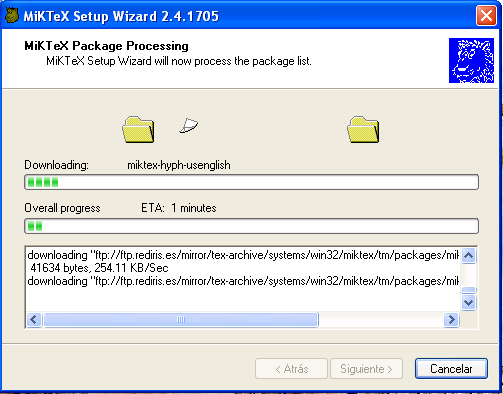 MiKTeX Setup Wizard 2.4.1705
MiKTeX Package Processing
MiKTeX Setup Wizard will now process the package list.
Downloading: miktex-hyph-usenglish
Overall progress ETA: 1 minutes
downloading "ftp://ftp.rediris.es/mirror/tex-archive/systems/win32/miktex/tm/packages/mik
41634 bytes, 254.11 KB/Sec
downloading "ftp://ftp.rediris.es/mirror/tex-archive/systems/win32/miktex/tm/packages/mik
< Atrás Siguiente > Cancelar